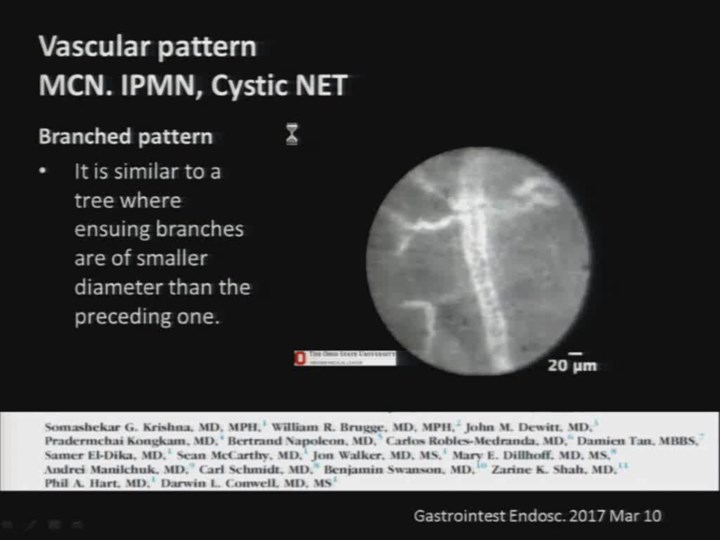 Vascular pattern
MCN. IPMN, Cystic NET
Branched pattern
• It is similar to a
tree where
ensuing branches
are of smaller
diameter than the
preceding one.
THE OHIO STATE UNIVERSITY
20 µm
Somashekar G. Krishna, MD, MPH,1 William R. Brugge, MD, MPH,2 John M. Dewitt, MD,3
Pradermchai Kongkam, MD,4 Bertrand Napoleon, MD,5 Carlos Robles-Medranda, MD,6 Damien Tan, MBBS,7
Samer El-Dika, MD,1 Sean McCarthy, MD,1 Jon Walker, MD, MS,1 Mary E. Dillhoff, MD, MS,8
Andrei Manilchuk, MD,9 Carl Schmidt, MD,8 Benjamin Swanson, MD,10 Zarine K. Shah, MD,11
Phil A. Hart, MD,1 Darwin L. Conwell, MD, MS1
Gastrointest Endosc. 2017 Mar 10